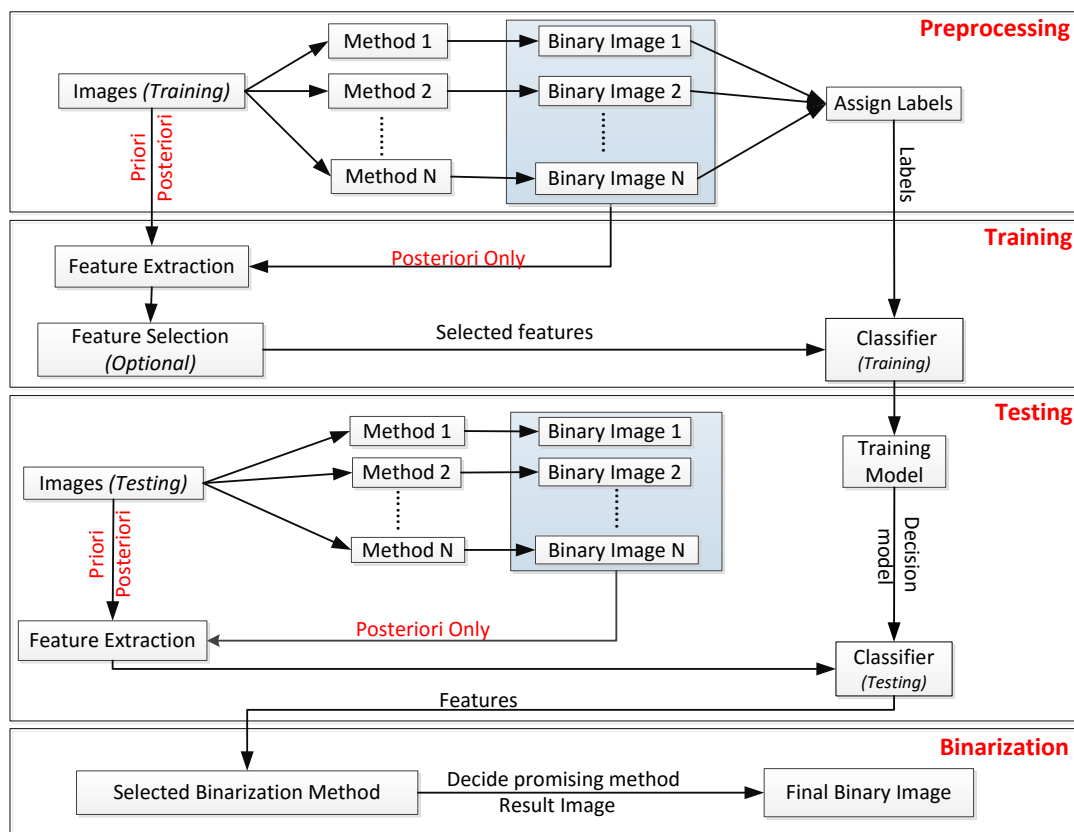 Preprocessing
Method 1
Binary Image 1
Images (Training)
Method 2
Binary Image 2
Assign Labels
Priori
Posteriori
Method N
Binary Image N
Labels
Training
Feature Extraction
Posteriori Only
Feature Selection
(Optional)
Selected features
Classifier
(Training)
Testing
Method 1
Binary Image 1
Images (Testing)
Method 2
Binary Image 2
Training
Model
Priori
Posteriori
Method N
Binary Image N
Decision
model
Feature Extraction
Posteriori Only
Classifier
(Testing)
Features
Binarization
Selected Binarization Method
Decide promising method
Result Image
Final Binary Image